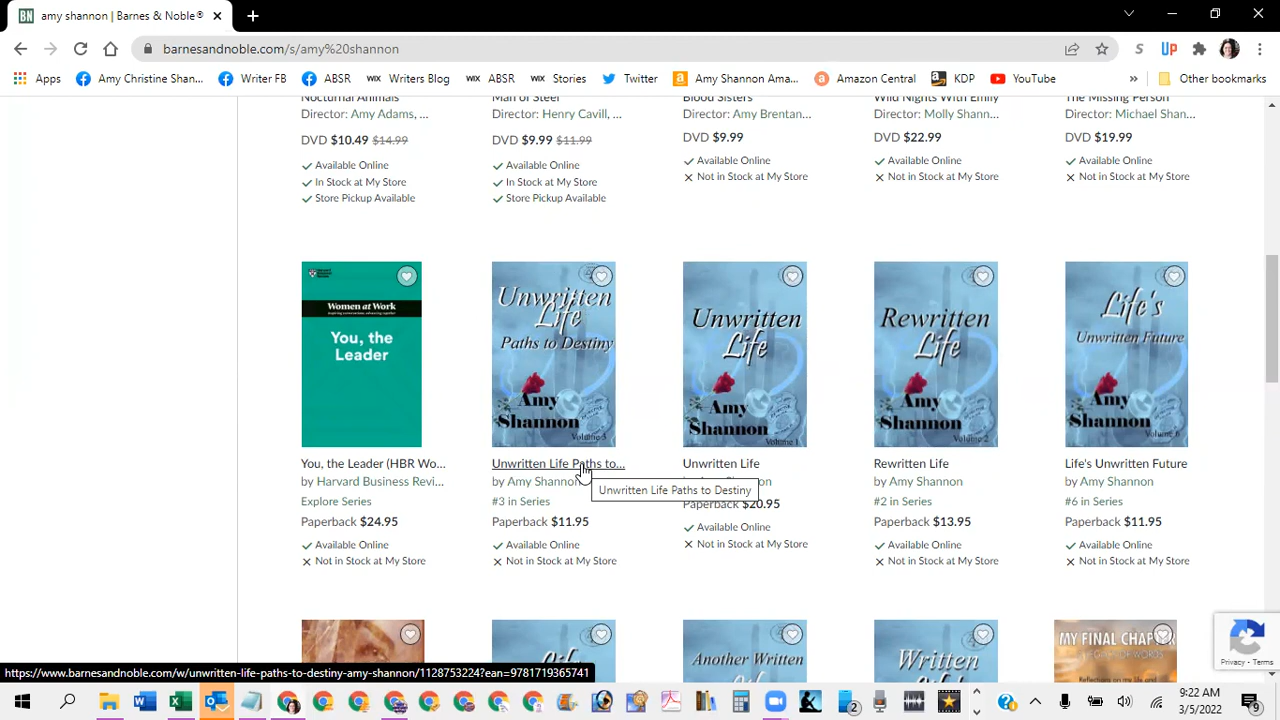 amy shannon | Barnes & Noble®
barnesandnoble.com/s/amy%20shannon
Apps
Amy Christine Shan...
Writer FB
ABSR
WIX Writers Blog
WIX ABSR
WIX Stories
Twitter
Amy Shannon Ama...
Amazon Central
KDP
YouTube
»
Other bookmarks
Nocturnal Animals
Director: Amy Adams, ...
DVD $10.49 $14.99
Available Online
In Stock at My Store
Store Pickup Available
Man of Steel
Director: Henry Cavill, ...
DVD $9.99 $11.99
Available Online
In Stock at My Store
Store Pickup Available
Blood Sisters
Director: Amy Brentan...
DVD $9.99
Available Online
Not in Stock at My Store
Wild Nights With Emily
Director: Molly Shann...
DVD $22.99
Available Online
Not in Stock at My Store
The Missing Person
Director: Michael Shan...
DVD $19.99
Available Online
Not in Stock at My Store
Women at Work
You, the
Leader
You, the Leader (HBR Wo...
by Harvard Business Revi...
Explore Series
Paperback $24.95
Available Online
Not in Stock at My Store
Unwritten
Life
Paths to Destiny
Amy
Shannon
Volume 3
Unwritten Life Paths to...
by Amy Shannon
#3 in Series
Paperback $11.95
Available Online
Not in Stock at My Store
Unwritten Life Paths to Destiny
Unwritten
Life
Amy
Shannon
Volume 1
Unwritten Life
Paperback $20.95
Available Online
Not in Stock at My Store
Rewritten
Life
Amy
Shannon
Volume 2
Rewritten Life
by Amy Shannon
#2 in Series
Paperback $13.95
Available Online
Not in Stock at My Store
Life's
Unwritten Future
Amy
Shannon
Volume 6
Life's Unwritten Future
by Amy Shannon
#6 in Series
Paperback $11.95
Available Online
Not in Stock at My Store
Another Written
Written
MY FINAL CHAPTER
Privacy - Terms
https://www.barnesandnoble.com/w/unwritten-life-paths-to-destiny-amy-shannon/1128753224?ean=9781719365741
9:22 AM
3/5/2022